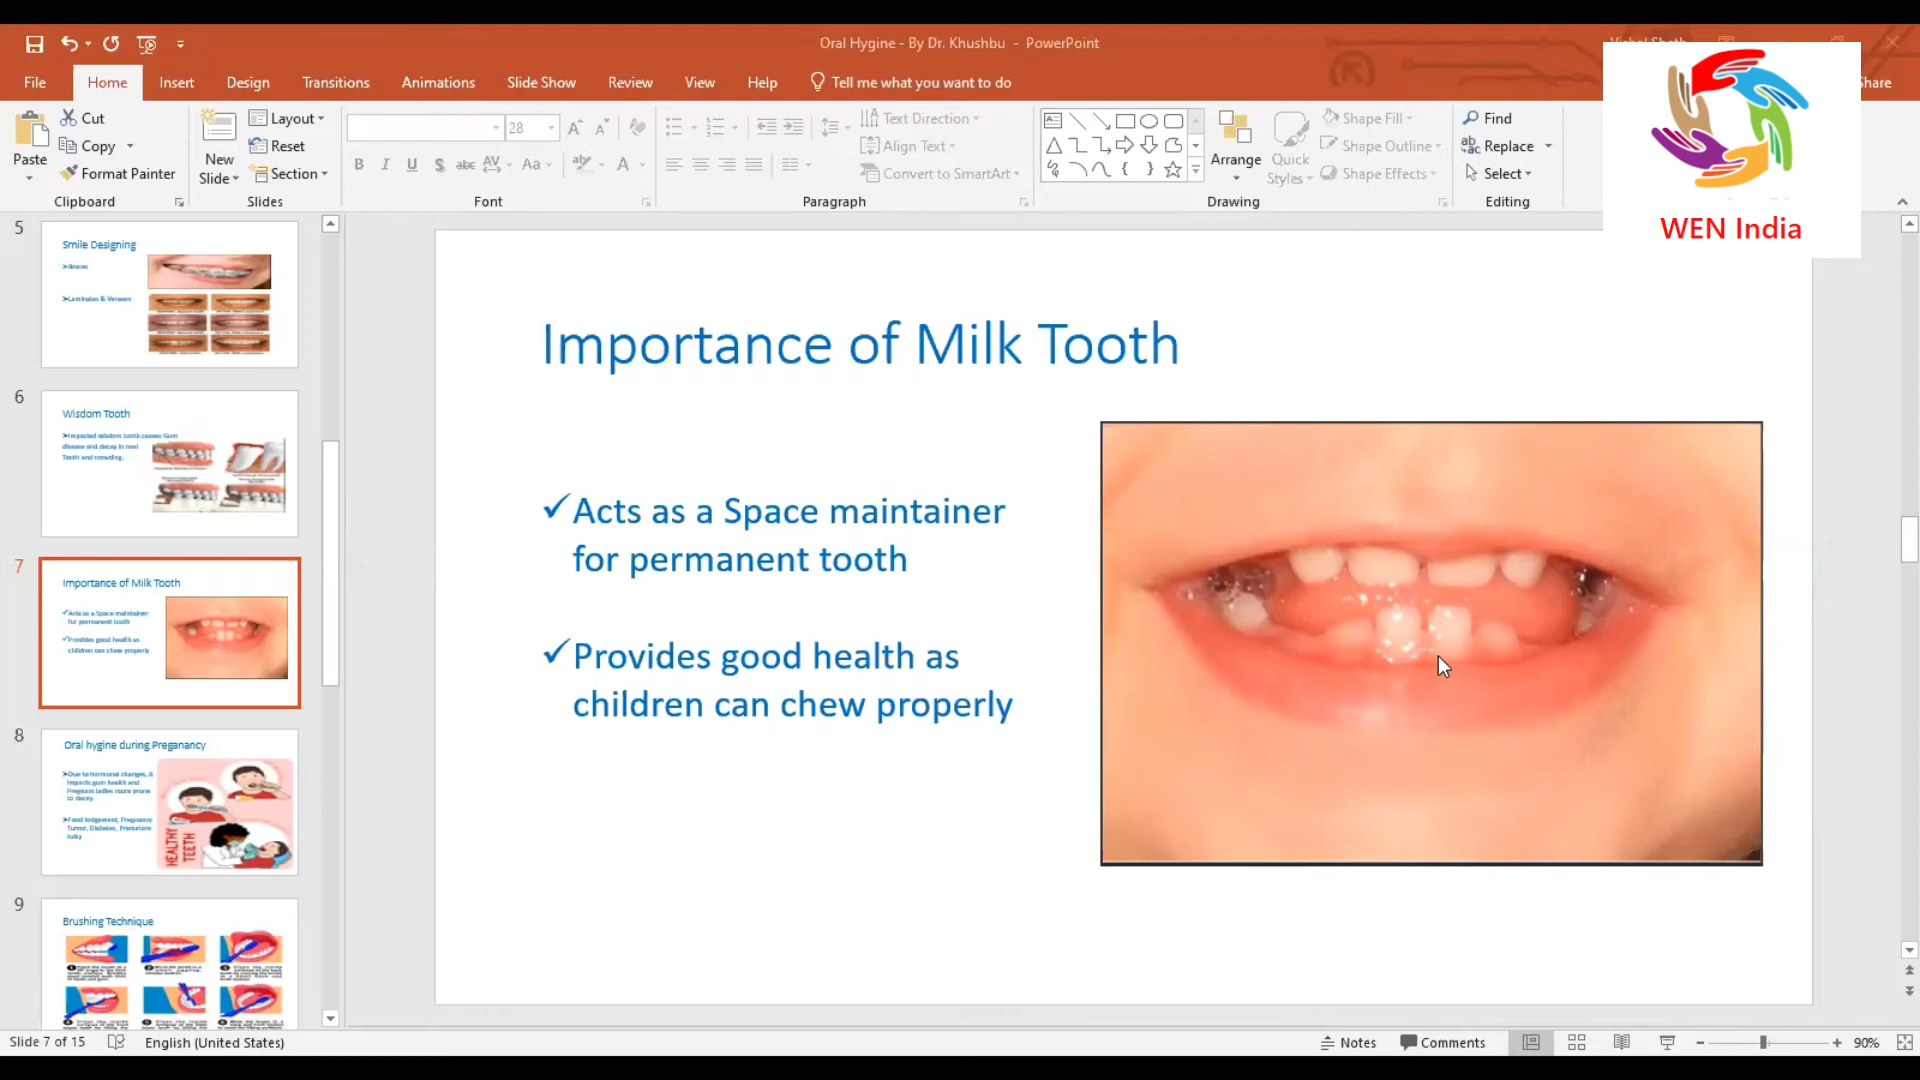 Oral Hygine - By Dr. Khushbu - PowerPoint
File
Home
Insert
Design
Transitions
Animations
Slide Show
Review
View
Help
Tell me what you want to do
Share
WEN India
Paste
Cut
Copy
Format Painter
Clipboard
New
Slide
Layout
Reset
Section
Slides
28
Font
Text Direction
Align Text
Convert to SmartArt
Paragraph
Arrange
Quick
Styles
Shape Fill
Shape Outline
Shape Effects
Drawing
Find
Replace
Select
Editing
5
Smile Designing
Braces
Laminates & Veneers
6
Wisdom Tooth
Impacted wisdom tooth causes Gum
disease and decay in next
Tooth and crowding.
7
Importance of Milk Tooth
Acts as a Space maintainer
for permanent tooth
Provides good health as
children can chew properly
8
Oral hygine during Preganancy
Due to hormonal changes, it
impacts gum health and
Pregnant ladies more prone
to decay.
Food lodgement, Pregnancy
Tumor, Diabetes, Premature
baby
HEALTHY
TEETH
9
Brushing Technique
Importance of Milk Tooth
✓Acts as a Space maintainer
for permanent tooth
✓Provides good health as
children can chew properly
Slide 7 of 15
English (United States)
Notes
Comments
90%